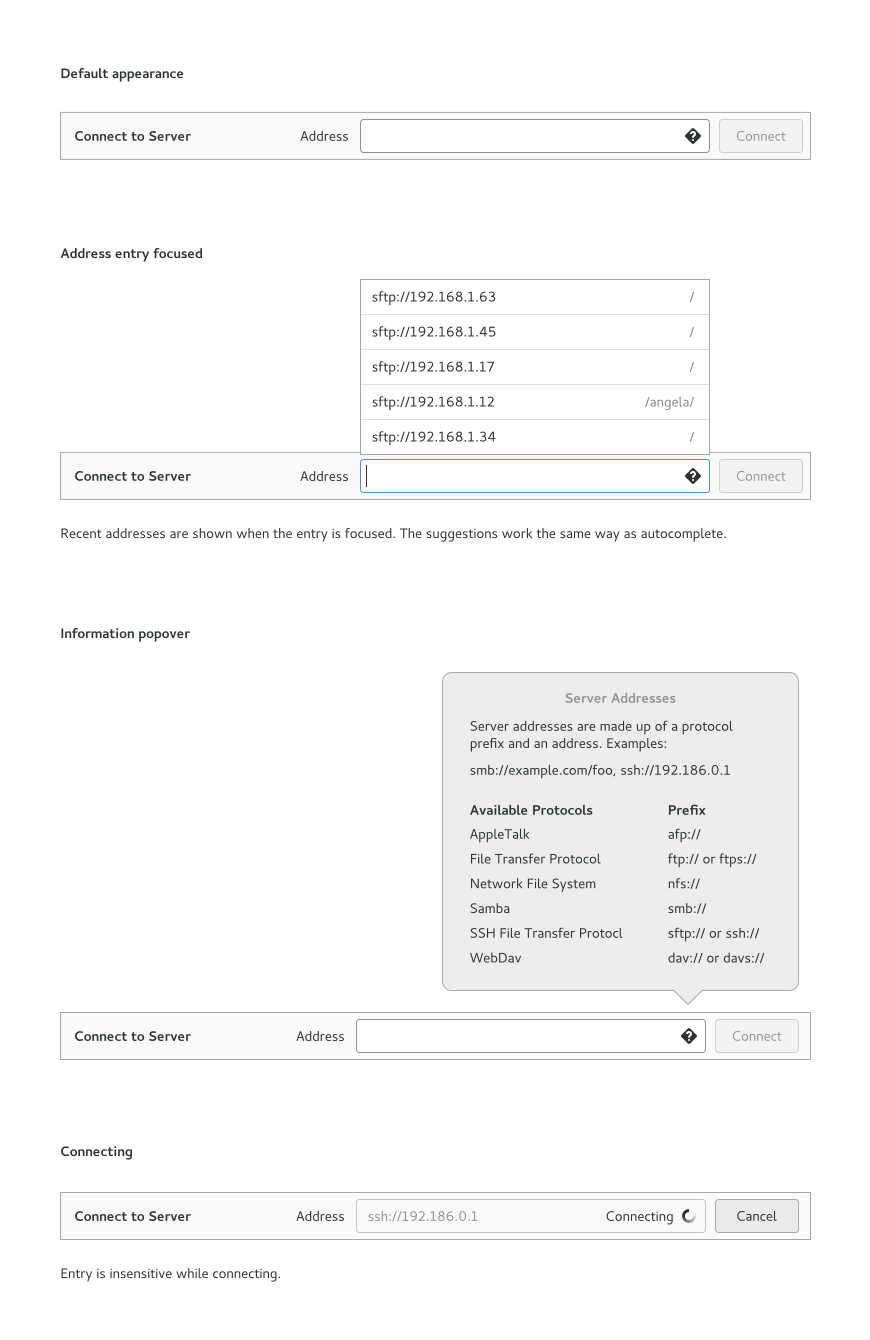 Default appearance
Connect to Server Address Connect
Address entry focused
sftp://192.168.1.63 /
sftp://192.168.1.45 /
sftp://192.168.1.17 /
sftp://192.168.1.12 /angela/
sftp://192.168.1.34 /
Connect to Server Address Connect
Recent addresses are shown when the entry is focused. The suggestions work the same way as autocomplete.
Information popover
Server Addresses
Server addresses are made up of a protocol
prefix and an address. Examples:
smb://example.com/foo, ssh://192.186.0.1
Available Protocols Prefix
AppleTalk afp://
File Transfer Protocol ftp:// or ftps://
Network File System nfs://
Samba smb://
SSH File Transfer Protocl sftp:// or ssh://
WebDav dav:// or davs://
Connect to Server Address Connect
Connecting
Connect to Server Address ssh://192.186.0.1 Connecting Cancel
Entry is insensitive while connecting.